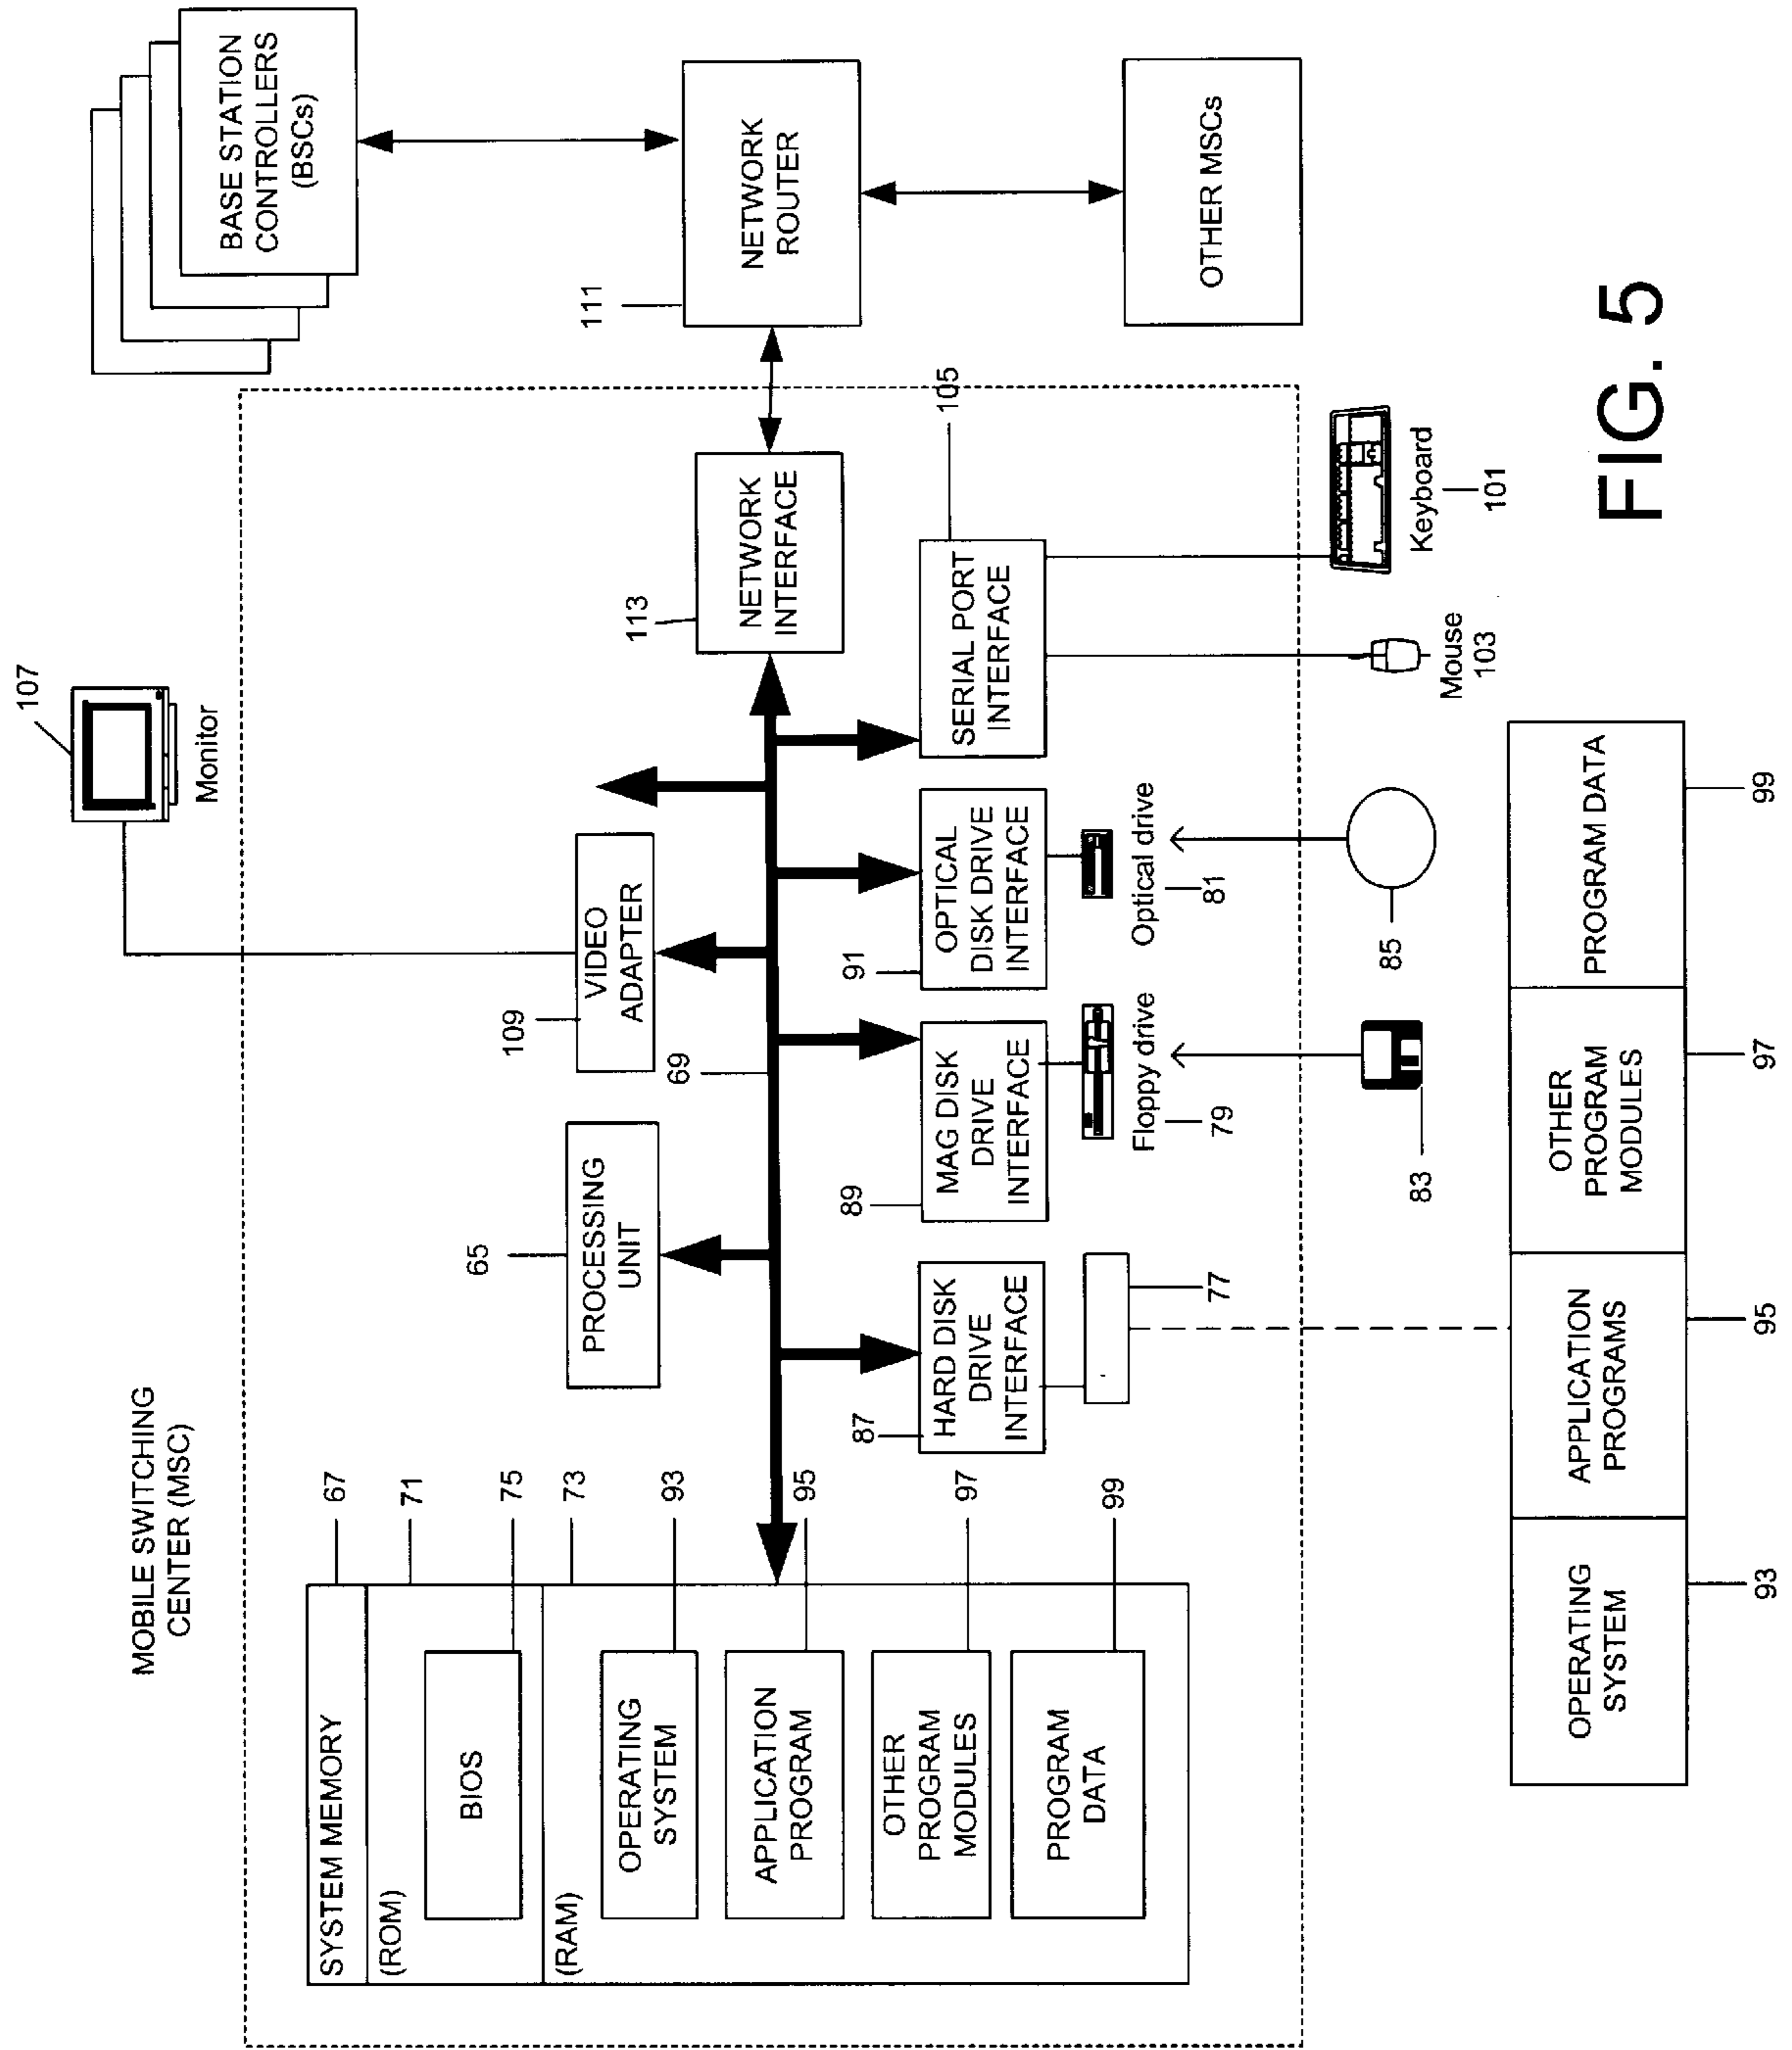 MOBILE SWITCHING
CENTER (MSC)
107
Monitor
BASE STATION
CONTROLLERS
(BSCs)
SYSTEM MEMORY
67
(ROM)
71
BIOS
75
(RAM)
73
OPERATING
SYSTEM
93
APPLICATION
PROGRAM
95
OTHER
PROGRAM
MODULES
97
PROGRAM
DATA
99
65
PROCESSING
UNIT
109
VIDEO
ADAPTER
69
113
NETWORK
INTERFACE
111
NETWORK
ROUTER
OTHER MSCs
87
HARD DISK
DRIVE
INTERFACE
77
89
MAG DISK
DRIVE
INTERFACE
Floppy drive
79
91
OPTICAL
DISK DRIVE
INTERFACE
Optical drive
81
105
SERIAL PORT
INTERFACE
83
85
Mouse
103
Keyboard
101
OPERATING
SYSTEM
93
APPLICATION
PROGRAMS
95
OTHER
PROGRAM
MODULES
97
PROGRAM DATA
99
FIG. 5